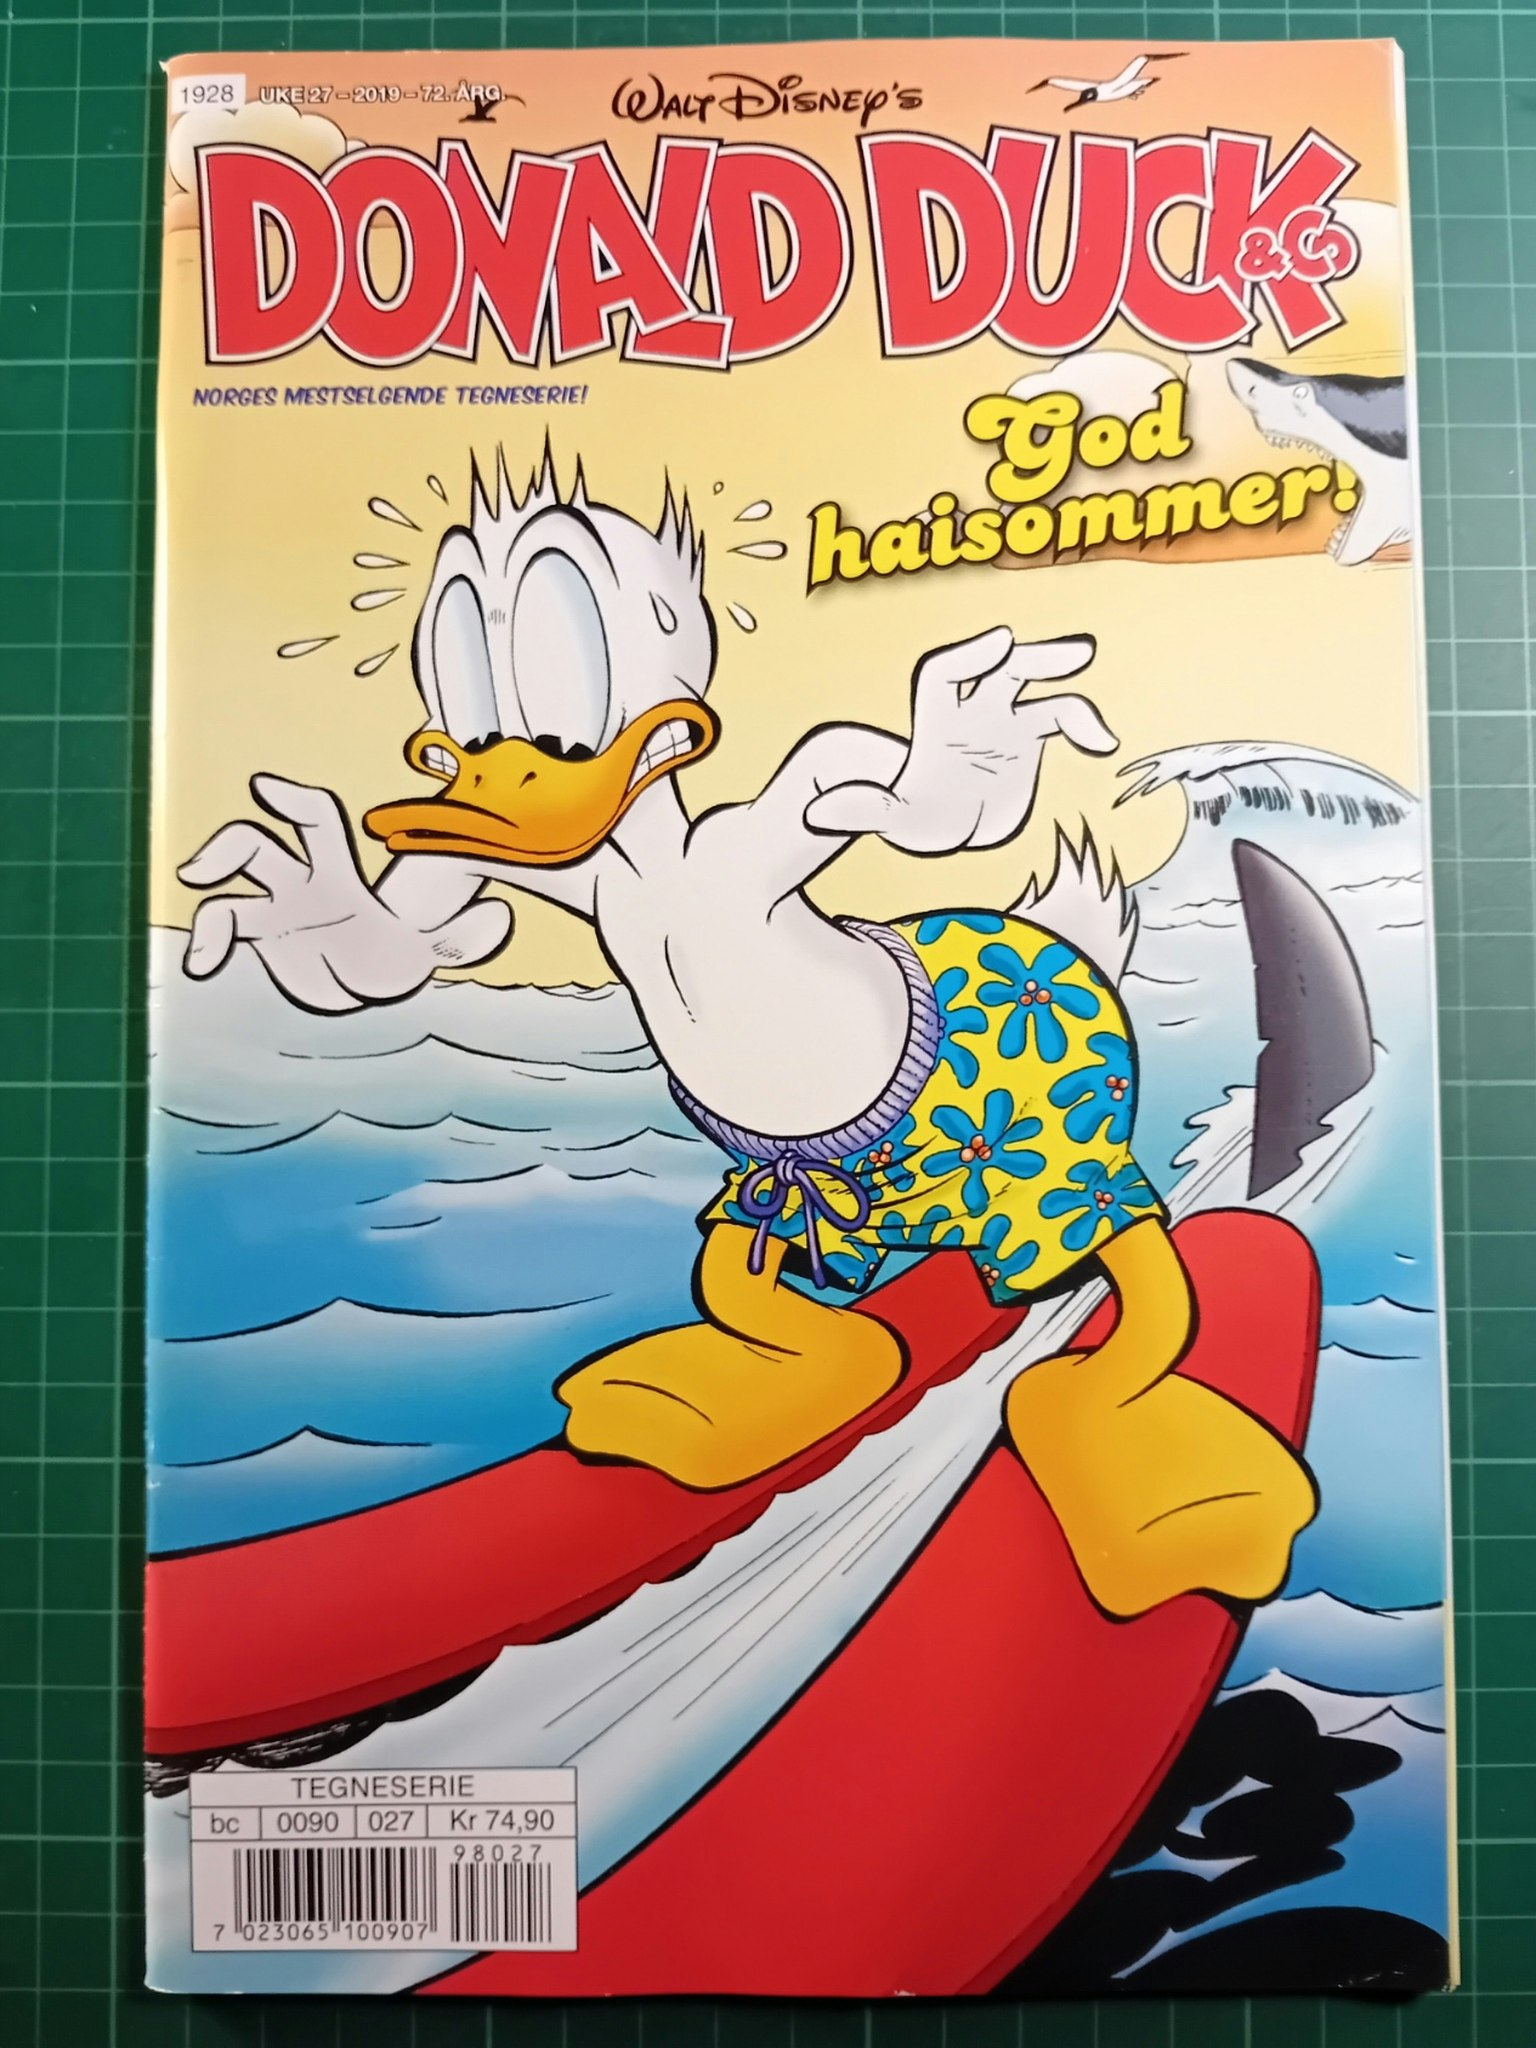 1928 UKE 27 – 2019 – 72. ÅRG.
WALT DISNEY'S
DONALD DUCK & Co
NORGES MESTSELGENDE TEGNESERIE!
God
haisommer!
TEGNESERIE
bc 0090 027 Kr 74,90
98027
7 023065 100907